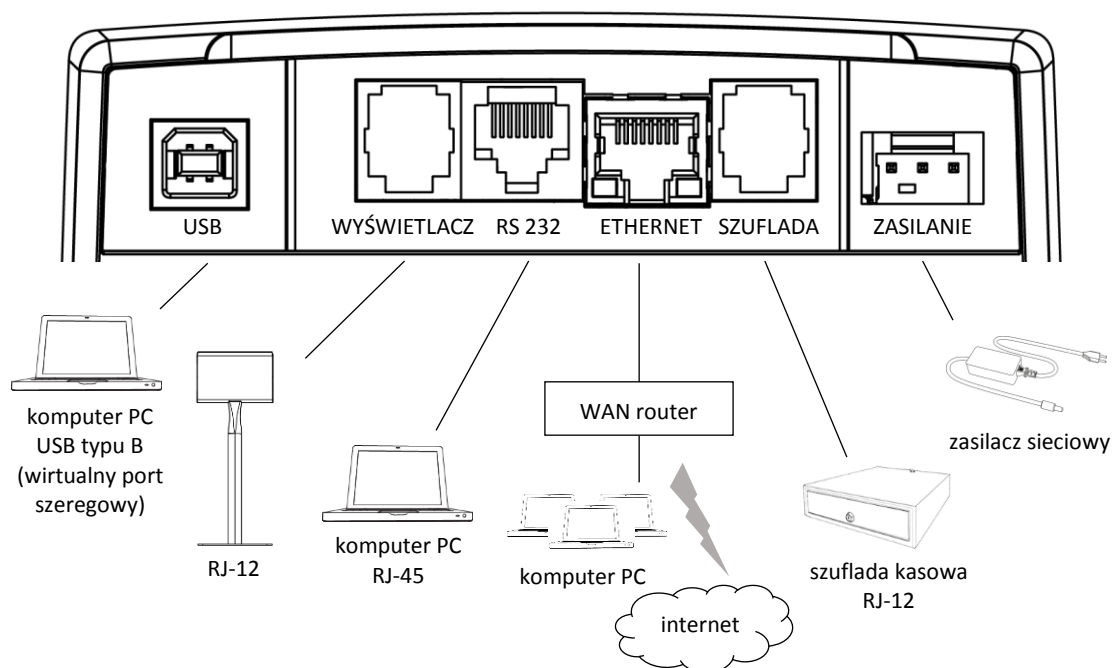 USB
WYŚWIETLACZ
RS 232
ETHERNET
SZUFLADA
ZASILANIE
komputer PC
USB typu B
(wirtualny port
szeregowy)
RJ-12
komputer PC
RJ-45
WAN router
komputer PC
internet
szuflada kasowa
RJ-12
zasilacz sieciowy